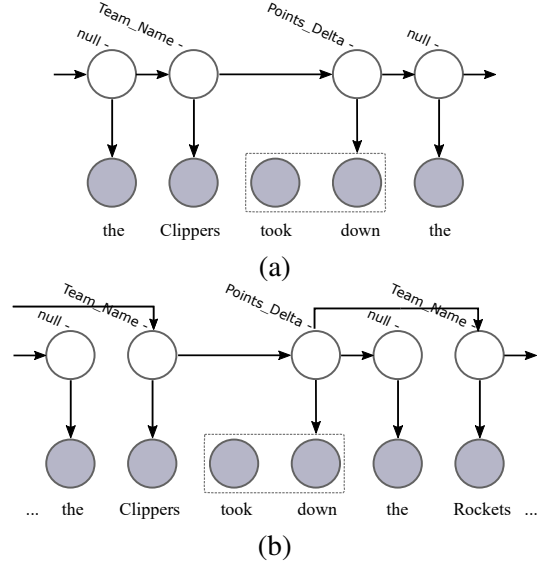 Team_Name - Points_Delta -
null - null -
the Clippers took down the
(a)
Team_Name - Points_Delta - Team_Name -
null - null -
... the Clippers took down the Rockets ...
(b)